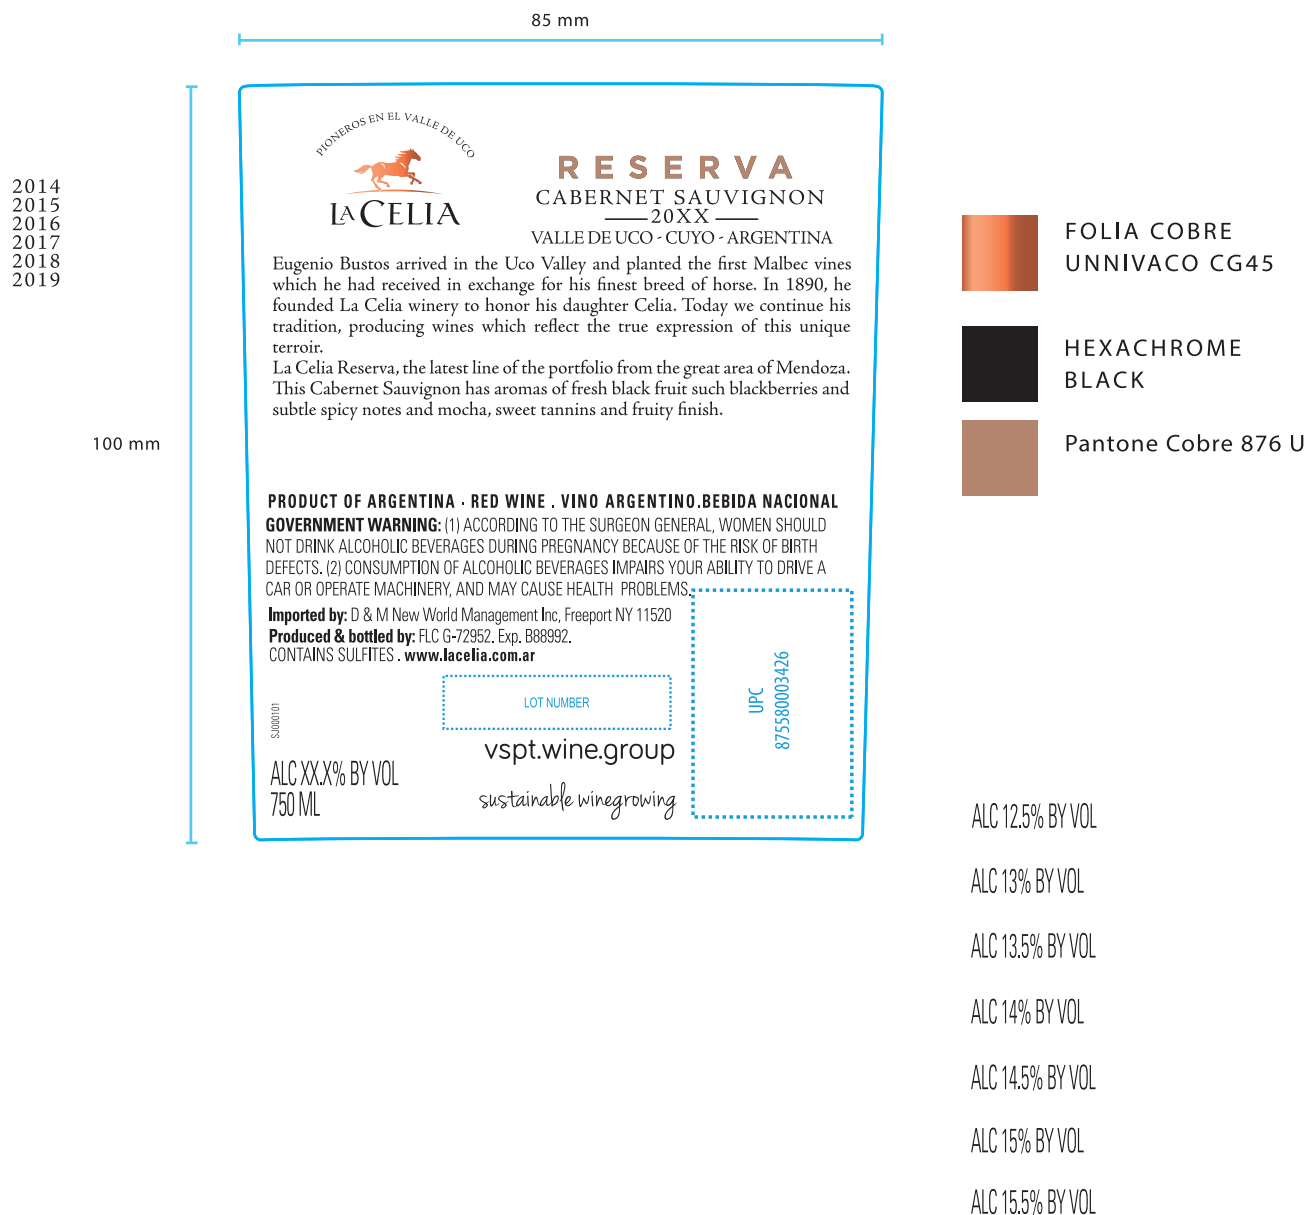 85 mm
2014
2015
2016
2017
2018
2019
100 mm
PIONEROS EN EL VALLE DE UCO
LA CELIA
RESERVA
CABERNET SAUVIGNON
20XX
VALLE DE UCO - CUYO - ARGENTINA
Eugenio Bustos arrived in the Uco Valley and planted the first Malbec vines
which he had received in exchange for his finest breed of horse. In 1890, he
founded La Celia winery to honor his daughter Celia. Today we continue his
tradition, producing wines which reflect the true expression of this unique
terroir.
La Celia Reserva, the latest line of the portfolio from the great area of Mendoza.
This Cabernet Sauvignon has aromas of fresh black fruit such blackberries and
subtle spicy notes and mocha, sweet tannins and fruity finish.
PRODUCT OF ARGENTINA · RED WINE . VINO ARGENTINO.BEBIDA NACIONAL
GOVERNMENT WARNING: (1) ACCORDING TO THE SURGEON GENERAL, WOMEN SHOULD
NOT DRINK ALCOHOLIC BEVERAGES DURING PREGNANCY BECAUSE OF THE RISK OF BIRTH
DEFECTS. (2) CONSUMPTION OF ALCOHOLIC BEVERAGES IMPAIRS YOUR ABILITY TO DRIVE A
CAR OR OPERATE MACHINERY, AND MAY CAUSE HEALTH PROBLEMS.
Imported by: D & M New World Management Inc, Freeport NY 11520
Produced & bottled by: FLC G-72952. Exp. B88992.
CONTAINS SULFITES . www.lacelia.com.ar
SJ000101
LOT NUMBER
UPC
875580003426
vspt.wine.group
sustainable winegrowing
ALC XX.X% BY VOL
750 ML
FOLIA COBRE
UNNIVACO CG45
HEXACHROME
BLACK
Pantone Cobre 876 U
ALC 12.5% BY VOL
ALC 13% BY VOL
ALC 13.5% BY VOL
ALC 14% BY VOL
ALC 14.5% BY VOL
ALC 15% BY VOL
ALC 15.5% BY VOL